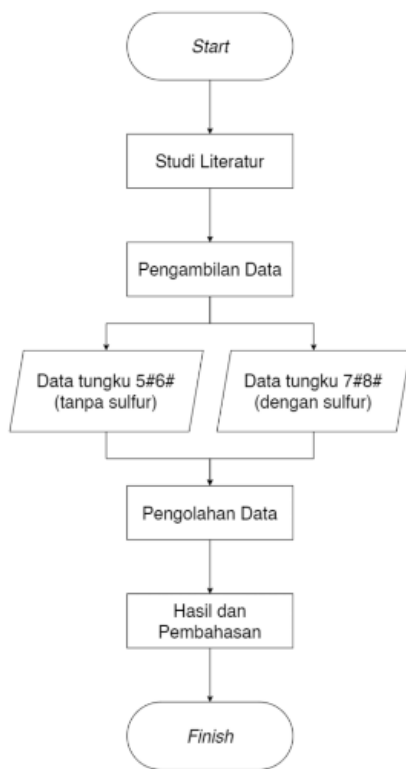 Start
Studi Literatur
Pengambilan Data
Data tungku 5#6#
(tanpa sulfur)
Data tungku 7#8#
(dengan sulfur)
Pengolahan Data
Hasil dan
Pembahasan
Finish